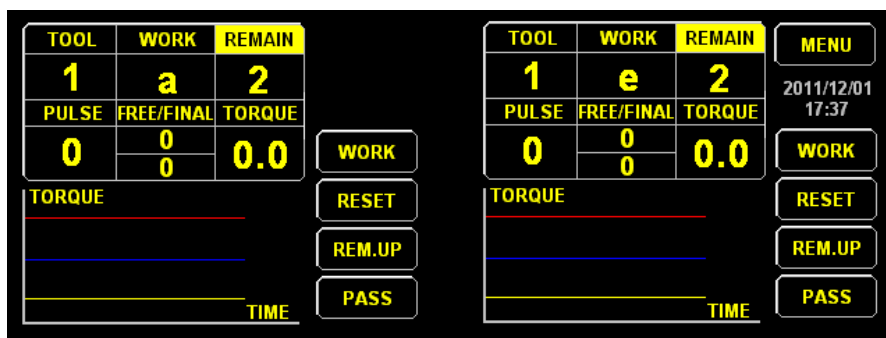 TOOL WORK REMAIN
1 a 2
PULSE FREE/FINAL TORQUE
0 0 0.0
0
WORK
TORQUE
RESET
REM.UP
PASS
TIME
TOOL WORK REMAIN
MENU
1 e 2
2011/12/01
17:37
PULSE FREE/FINAL TORQUE
0 0 0.0
0
WORK
TORQUE
RESET
REM.UP
PASS
TIME